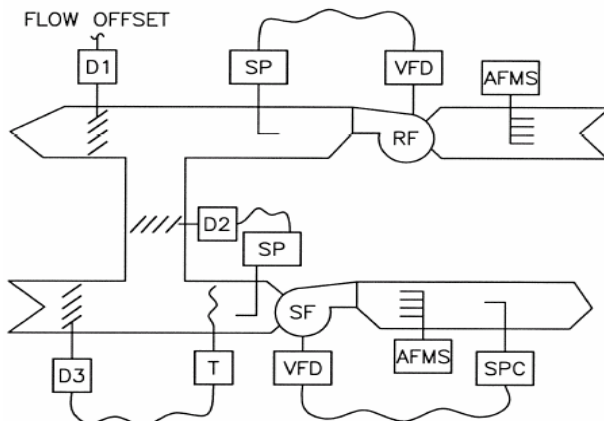 FLOW OFFSET
D1
SP
VFD
AFMS
RF
D2
SP
SF
D3
T
VFD
AFMS
SPC